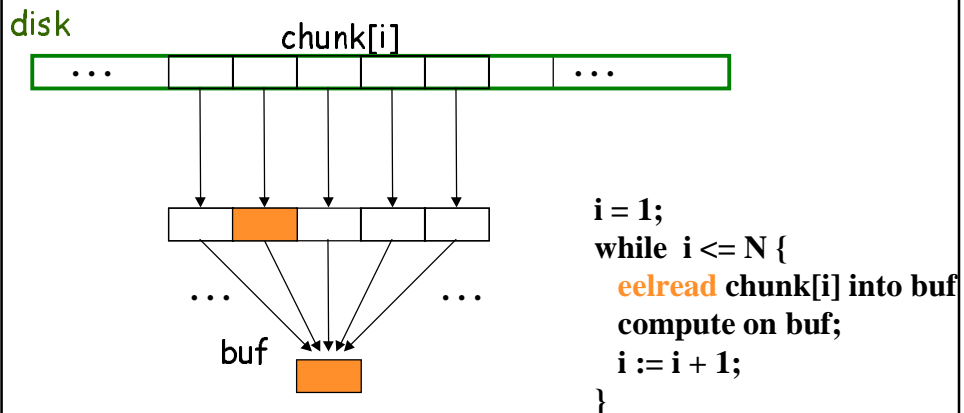 disk
chunk[i]
... ...
... ...
buf
i = 1;
while i <= N {
eelread chunk[i] into buf
compute on buf;
i := i + 1;
}